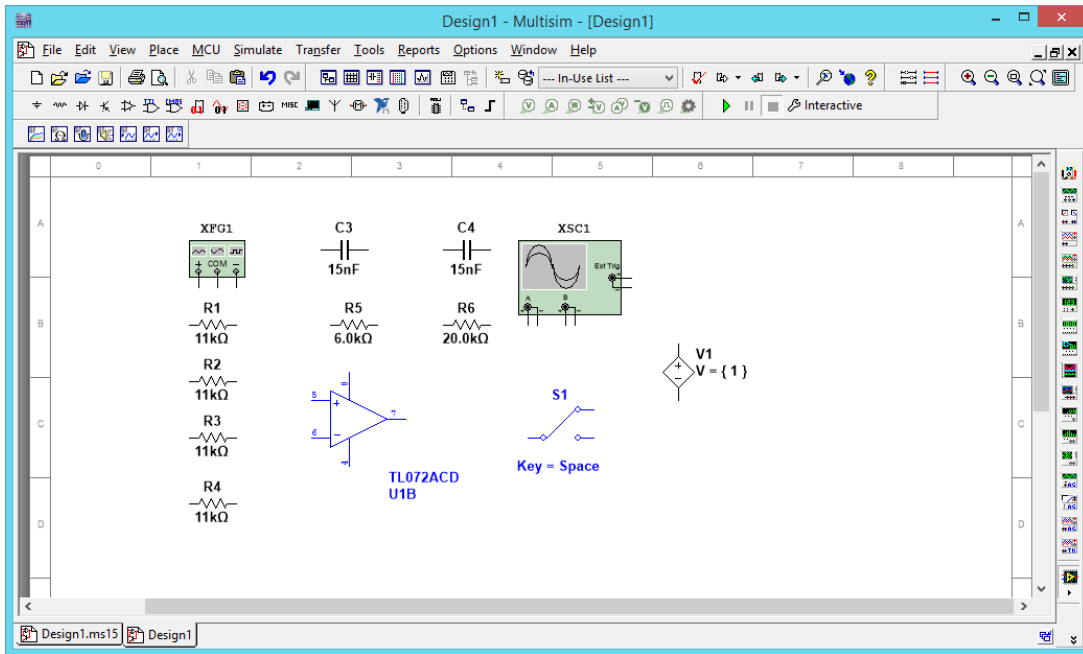 Design1 - Multisim - [Design1]
File Edit View Place MCU Simulate Transfer Tools Reports Options Window Help
--- In-Use List ---
MISC
Interactive
0 1 2 3 4 5 6 7 8
A A
XFG1 C3 C4 XSC1
COM
15nF 15nF
Ext Trig
A B
R1 R5 R6
B B
11kΩ 6.0kΩ 20.0kΩ
V1
V = { 1 }
R2
11kΩ
8
5
S1
7
R3
C C
6
11kΩ
4
Key = Space
TL072ACD
U1B
R4
11kΩ
D D
Design1.ms15 Design1